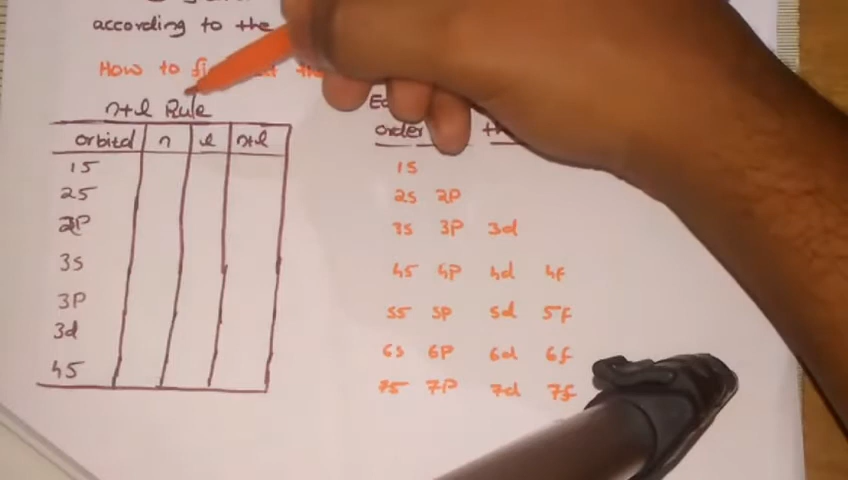 according to the
How to
n+l Rule
orbital n l n+l
1s
2s
2p
3s
3p
3d
4s
order
1s
2s 2p
3s 3p 3d
4s 4p 4d 4f
5s 5p 5d 5f
6s 6p 6d 6f
7s 7p 7d 7f